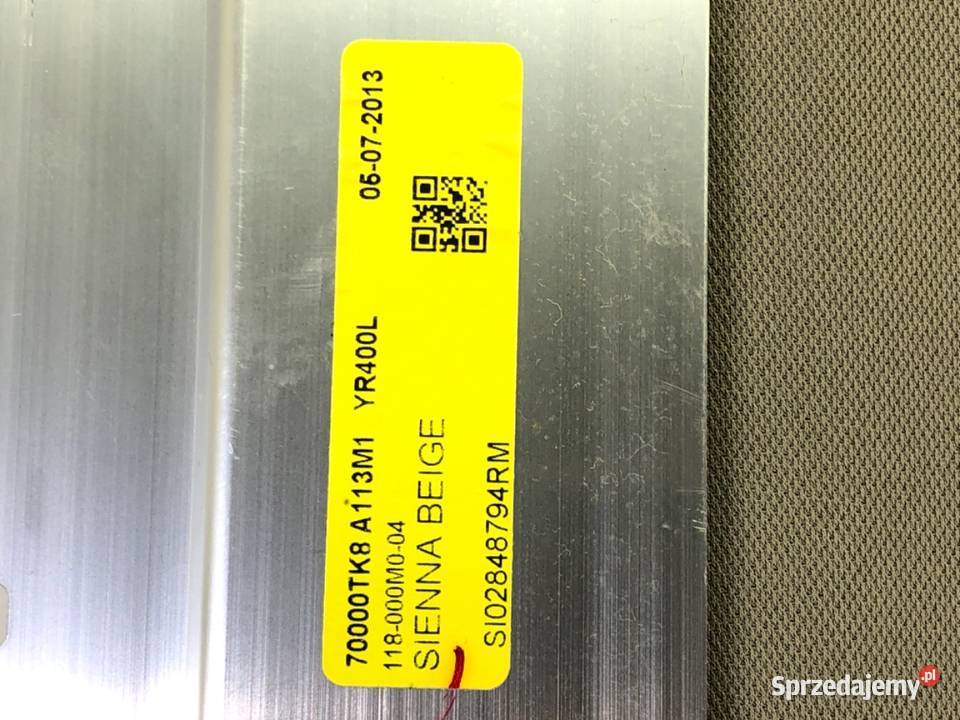 70000TK8 A113M1 YR400L 05-07-2013
118-000M0-04
SIENNA BEIGE
SI02848794RM
Sprzedajemy.pl